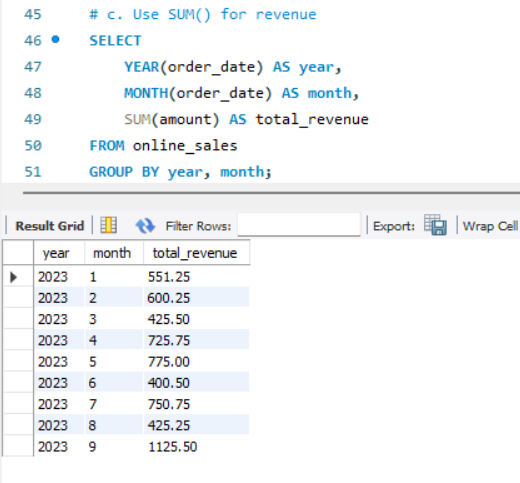 45 # c. Use SUM() for revenue
46 SELECT
47 YEAR(order_date) AS year,
48 MONTH(order_date) AS month,
49 SUM(amount) AS total_revenue
50 FROM online_sales
51 GROUP BY year, month;
Result Grid Filter Rows: Export: Wrap Cell
year month total_revenue
2023 1 551.25
2023 2 600.25
2023 3 425.50
2023 4 725.75
2023 5 775.00
2023 6 400.50
2023 7 750.75
2023 8 425.25
2023 9 1125.50